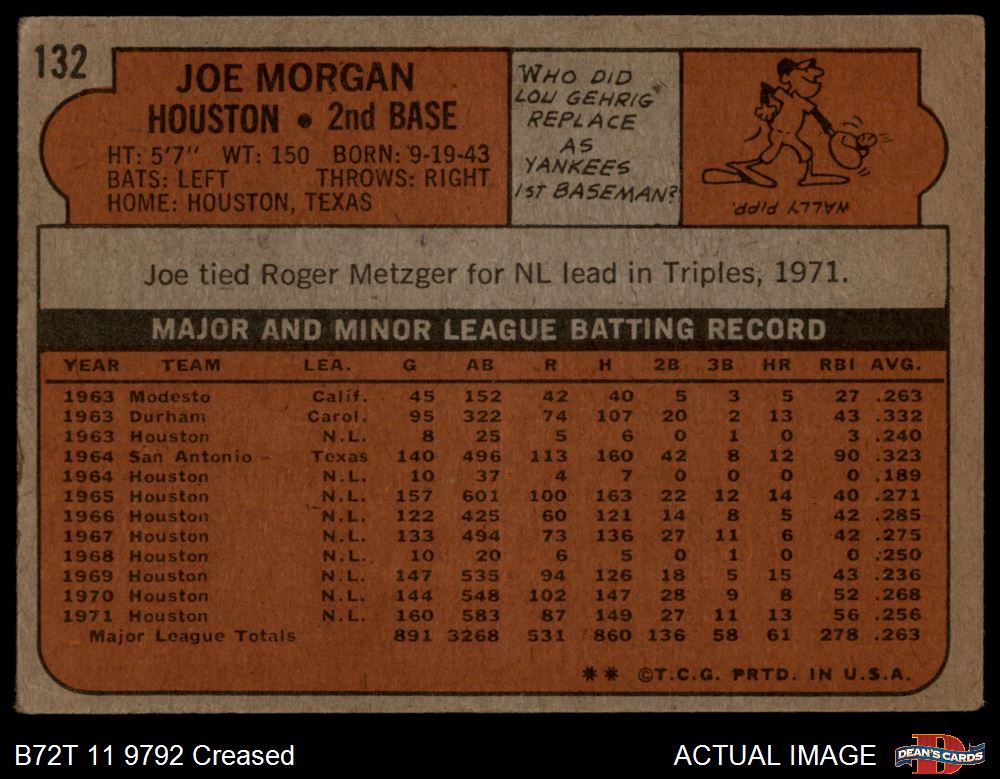 132
JOE MORGAN
HOUSTON • 2nd BASE
HT: 5'7" WT: 150 BORN: 9-19-43
BATS: LEFT THROWS: RIGHT
HOME: HOUSTON, TEXAS
WHO DID
LOU GEHRIG
REPLACE
AS
YANKEES
1ST BASEMAN?
WALLY PIPP.
Joe tied Roger Metzger for NL lead in Triples, 1971.
MAJOR AND MINOR LEAGUE BATTING RECORD
YEAR TEAM LEA. G AB R H 2B 3B HR RBI AVG.
1963 Modesto Calif. 45 152 42 40 5 3 5 27 .263
1963 Durham Carol. 95 322 74 107 20 2 13 43 .332
1963 Houston N.L. 8 25 5 6 0 1 0 3 .240
1964 San Antonio Texas 140 496 113 160 42 8 12 90 .323
1964 Houston N.L. 10 37 4 7 0 0 0 0 .189
1965 Houston N.L. 157 601 100 163 22 12 14 40 .271
1966 Houston N.L. 122 425 60 121 14 8 5 42 .285
1967 Houston N.L. 133 494 73 136 27 11 6 42 .275
1968 Houston N.L. 10 20 6 5 0 1 0 0 .250
1969 Houston N.L. 147 535 94 126 18 5 15 43 .236
1970 Houston N.L. 144 548 102 147 28 9 8 52 .268
1971 Houston N.L. 160 583 87 149 27 11 13 56 .256
Major League Totals 891 3268 531 860 136 58 61 278 .263
** ©T.C.G. PRTD. IN U.S.A.
B72T 11 9792 Creased
ACTUAL IMAGE
DEAN'S CARDS